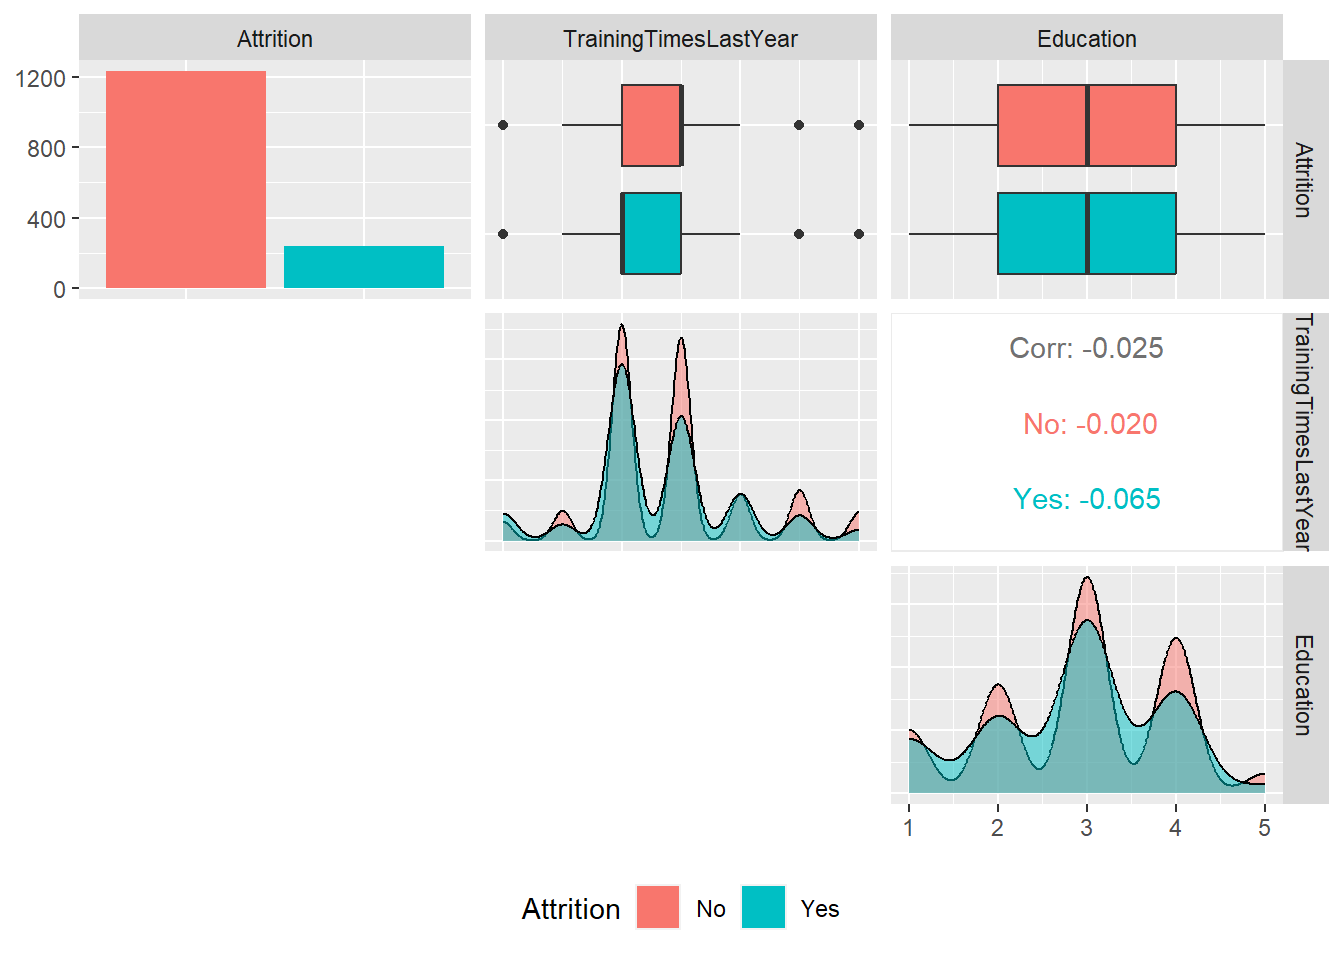 Attrition
TrainingTimesLastYear
Education
1200
800
400
0
Attrition
Corr: -0.025
No: -0.020
Yes: -0.065
TrainingTimesLastYear
Education
1 2 3 4 5
Attrition No Yes